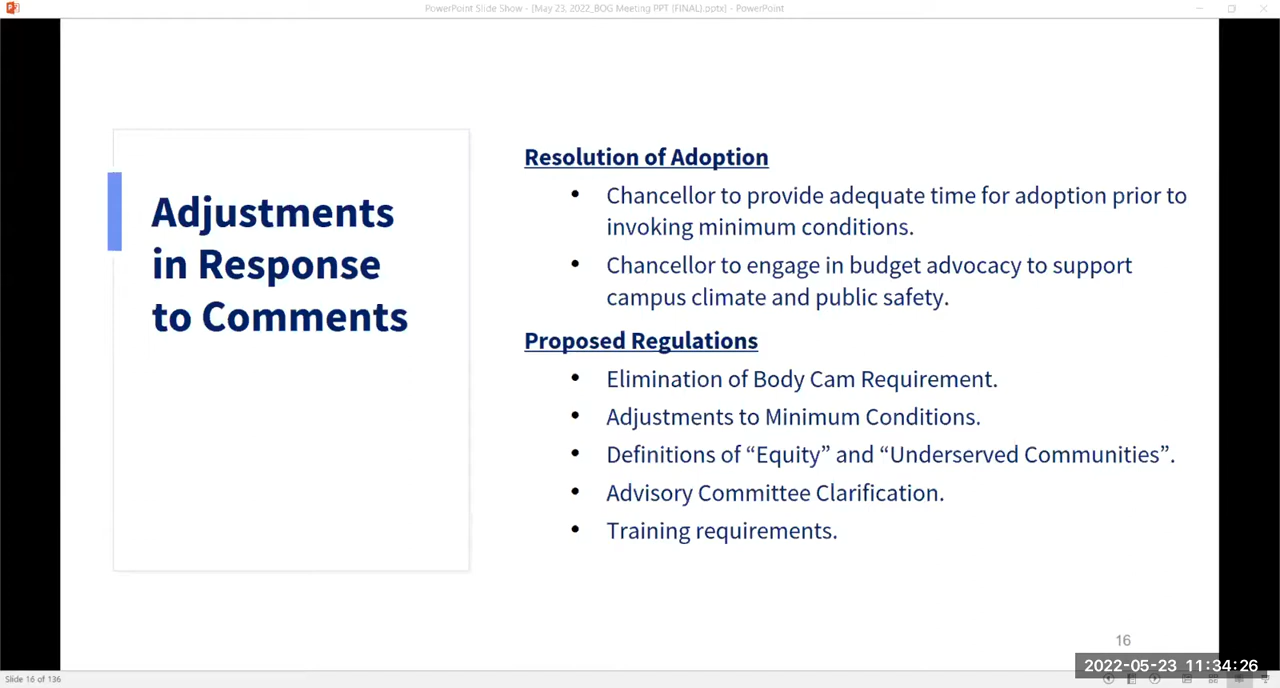 PowerPoint Slide Show - [May 23, 2022_BOG Meeting PPT (FINAL).pptx] - PowerPoint
Adjustments
in Response
to Comments
Resolution of Adoption
• Chancellor to provide adequate time for adoption prior to
invoking minimum conditions.
• Chancellor to engage in budget advocacy to support
campus climate and public safety.
Proposed Regulations
• Elimination of Body Cam Requirement.
• Adjustments to Minimum Conditions.
• Definitions of “Equity” and “Underserved Communities”.
• Advisory Committee Clarification.
• Training requirements.
16
2022-05-23 11:34:26
Slide 16 of 136